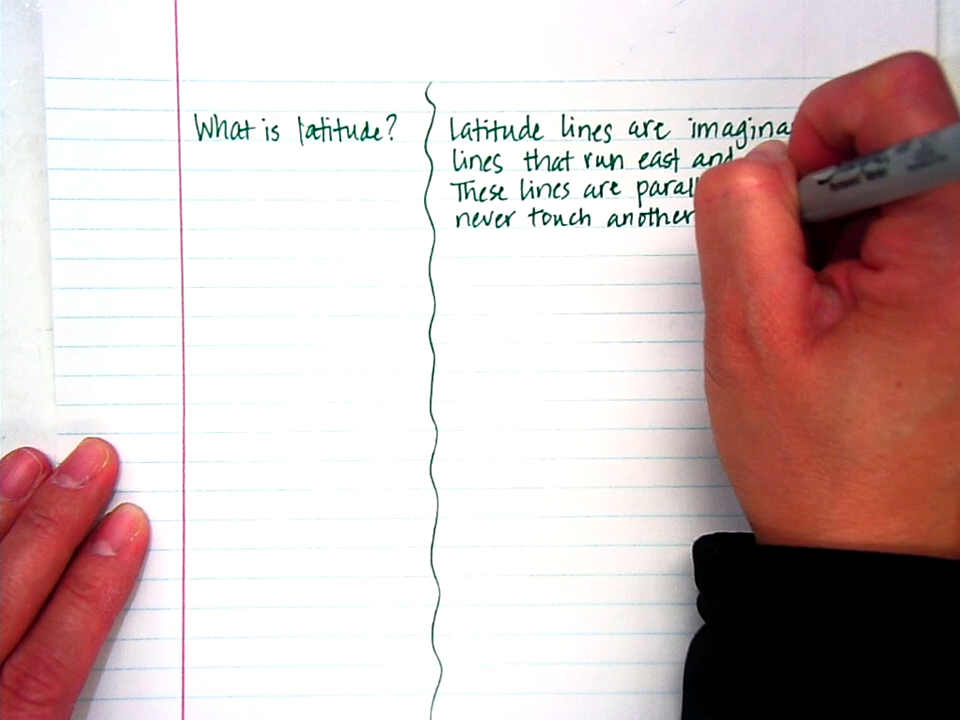 What is latitude?
Latitude lines are
lines that run east and
These lines are
never touch another